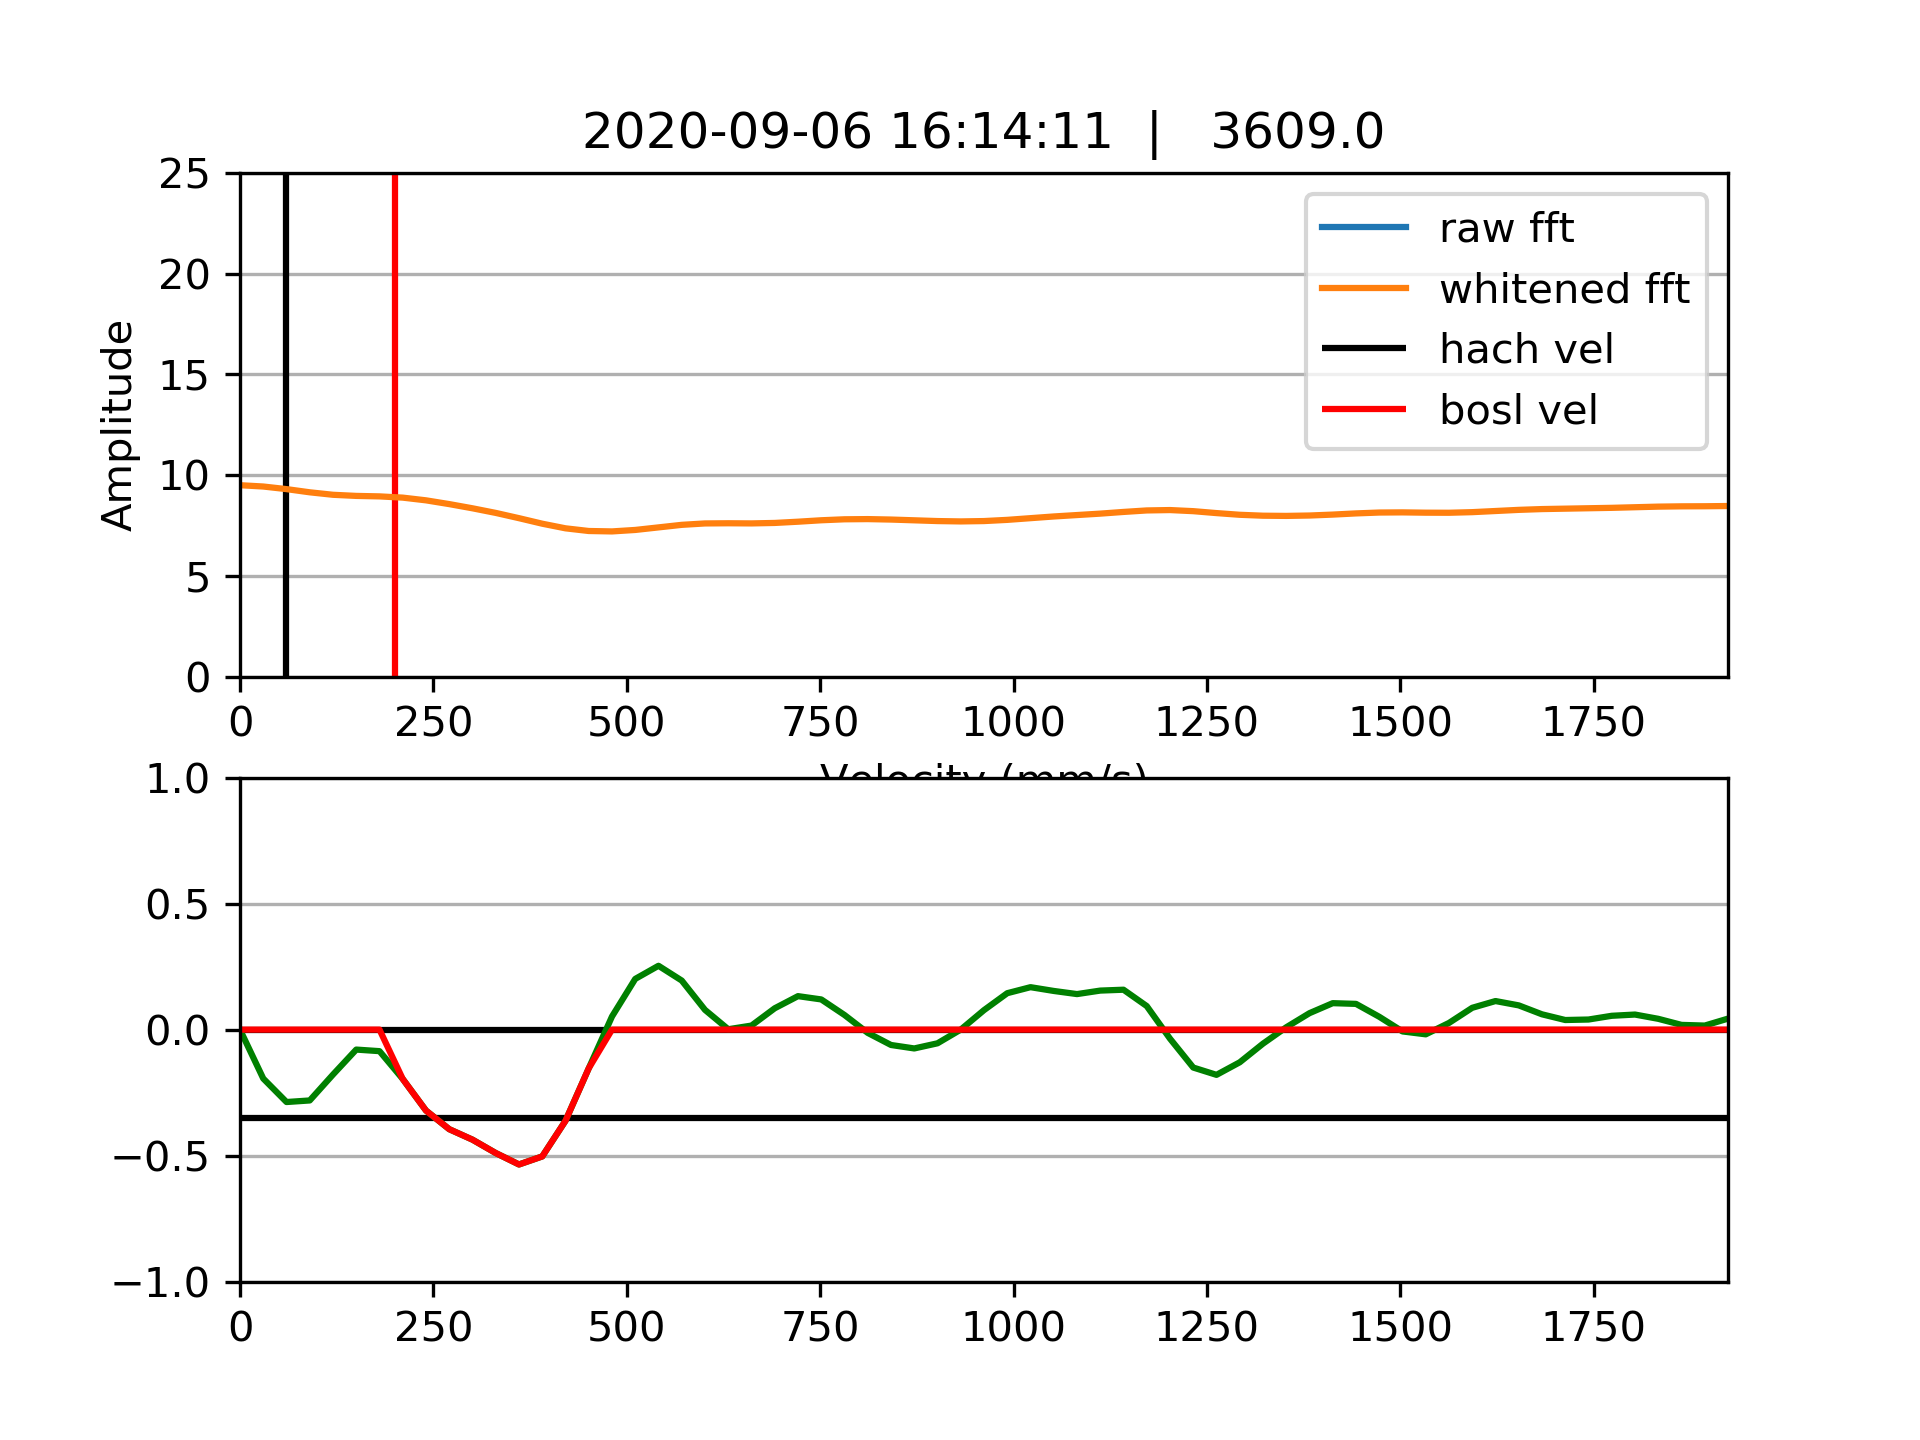 2020-09-06 16:14:11 | 3609.0
25
20
15
10
5
0
Amplitude
raw fft
whitened fft
hach vel
bosl vel
0 250 500 750 1000 1250 1500 1750
Velocity (mm/s)
1.0
0.5
0.0
−0.5
−1.0
0 250 500 750 1000 1250 1500 1750